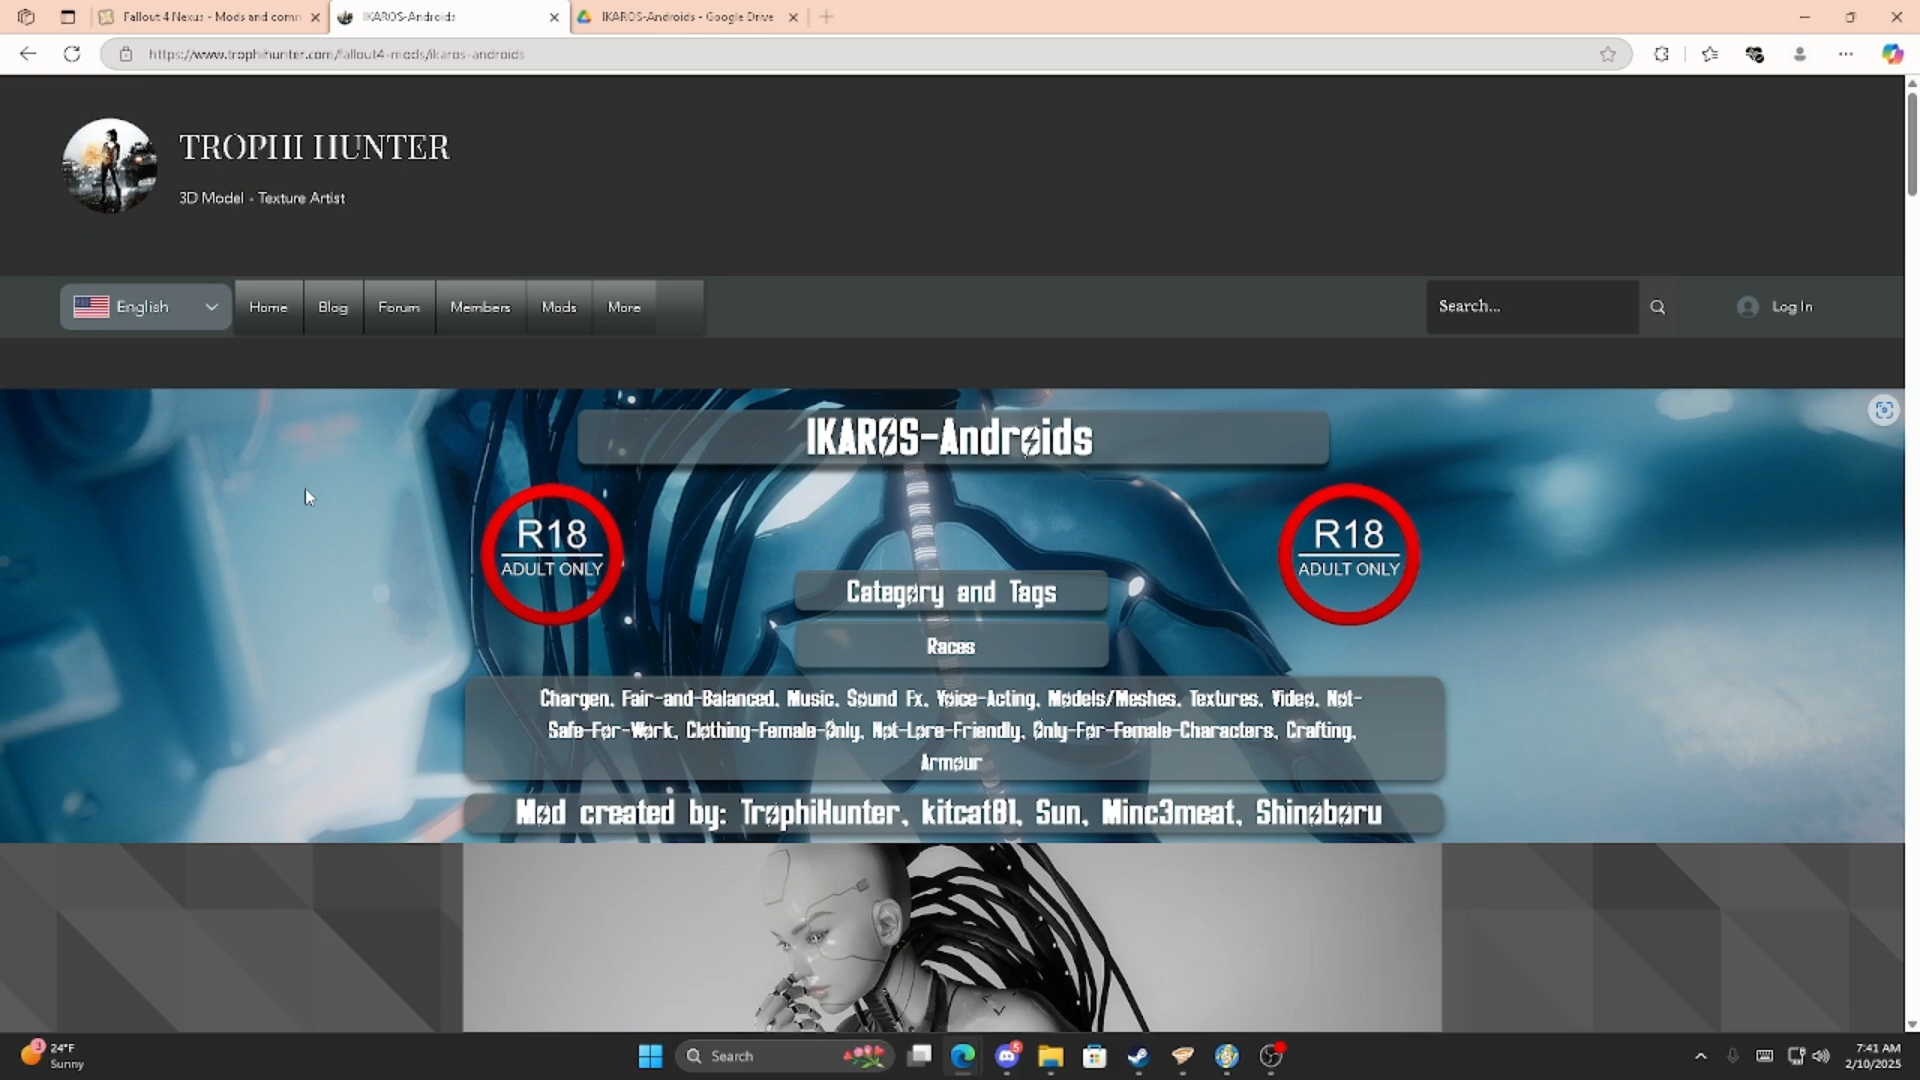 Fallout 4 Nexus - Mods and comm
IKAROS-Androids
IKAROS-Androids - Google Drive
https://www.trophihunter.com/fallout4-mods/ikaros-androids
TROPHI HUNTER
3D Model - Texture Artist
English
Home
Blog
Forum
Members
Mods
More
Search...
Log In
IKAROS-Androids
R18
ADULT ONLY
R18
ADULT ONLY
Category and Tags
Races
Chargen, Fair-and-Balanced, Music, Sound Fx, Voice-Acting, Models/Meshes, Textures, Video, Not-
Safe-For-Work, Clothing-Female-Only, Not-Lore-Friendly, Only-For-Female-Characters, Crafting,
Armour
Mod created by: TrophiHunter, kitcat81, Sun, Minc3meat, Shinoboru
3
24°F
Sunny
Search
5
7:41 AM
2/10/2025